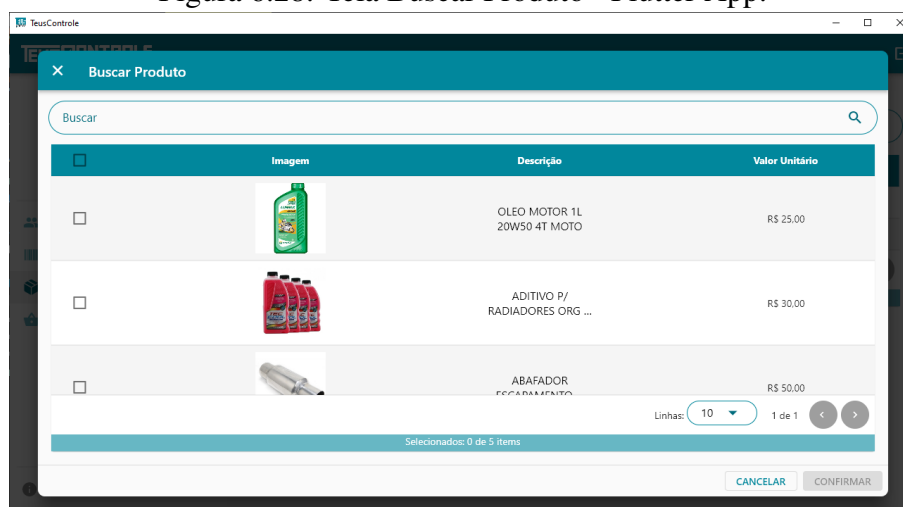 TeusControle
Buscar Produto
Buscar
Imagem Descrição Valor Unitário
OLEO MOTOR 1L
20W50 4T MOTO
R$ 25,00
ADITIVO P/
RADIADORES ORG ...
R$ 30,00
ABAFADOR
R$ 50,00
Linhas: 10 1 de 1
Selecionados: 0 de 5 items
CANCELAR CONFIRMAR